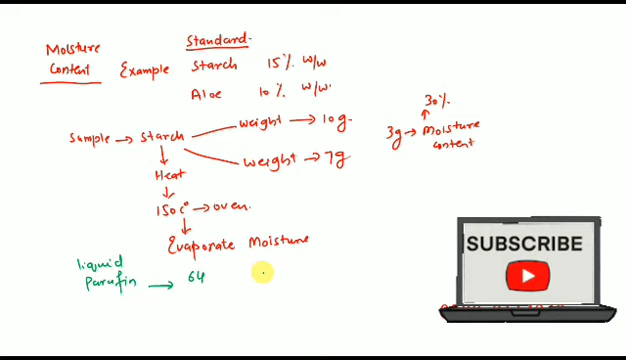 Moisture Content
Example
Standard
Starch 15% w/w
Aloe 10% w/w.
Sample → Starch
weight → 10g.
weight → 7g
30%
↑
3g → Moisture content
↓
Heat
↓
150c° → oven.
↓
Evaporate Moisture
liquid
Parafin → 64
SUBSCRIBE